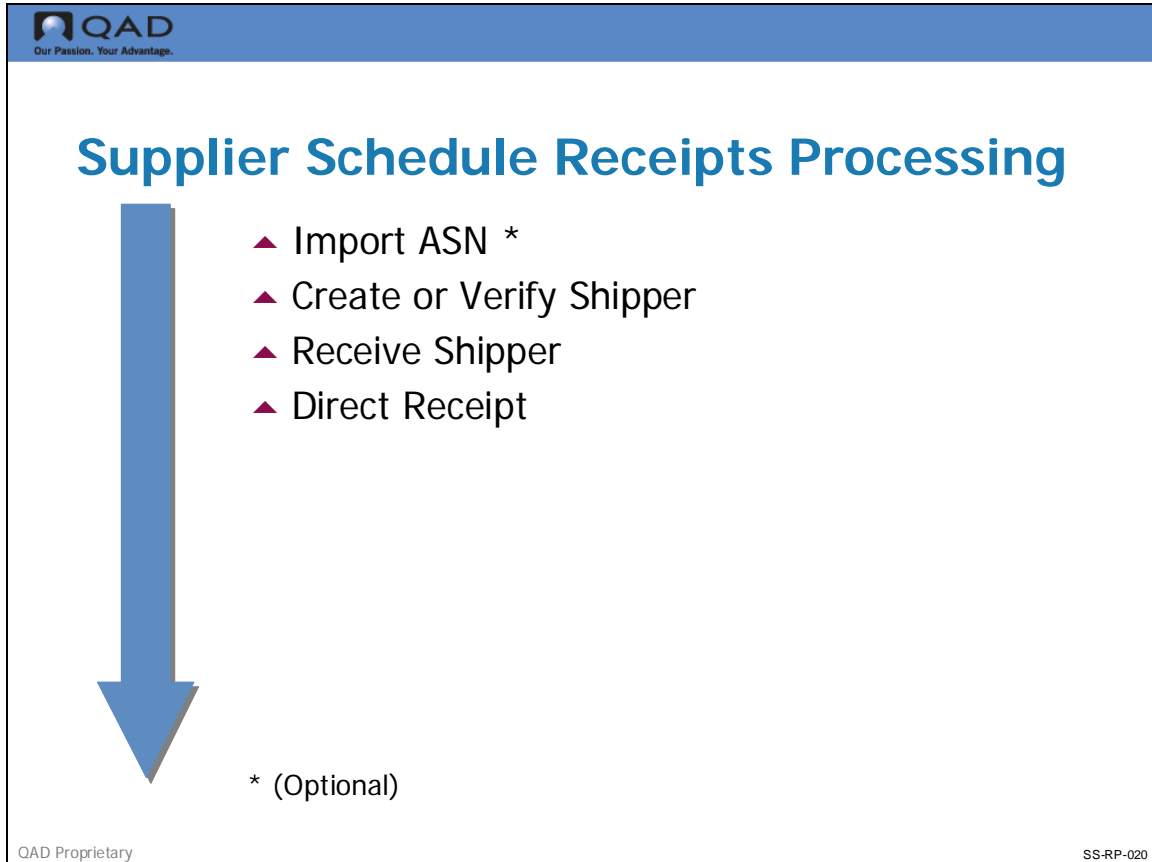 QAD
Our Passion. Your Advantage.
Supplier Schedule Receipts Processing
Import ASN *
Create or Verify Shipper
Receive Shipper
Direct Receipt
* (Optional)
QAD Proprietary
SS-RP-020